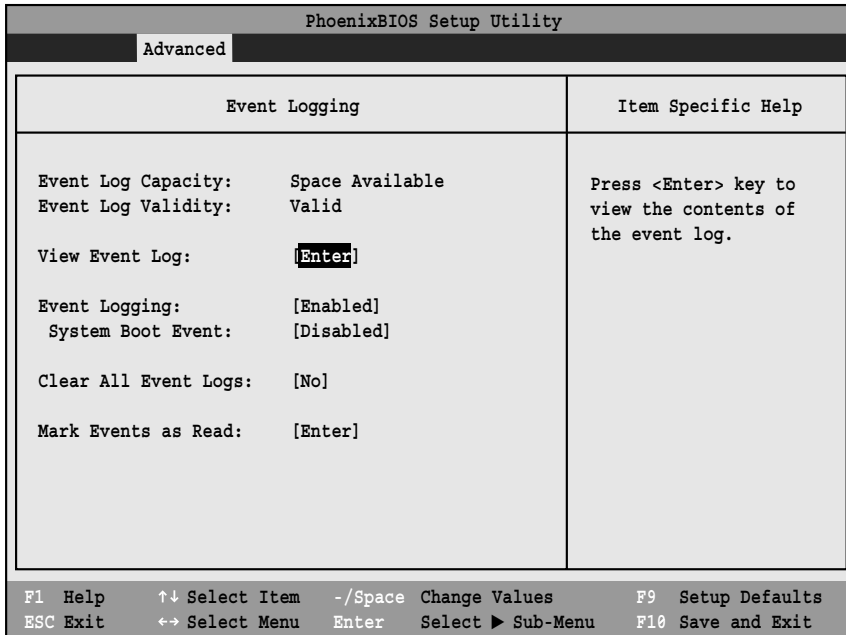 PhoenixBIOS Setup Utility
Advanced
Event Logging
Item Specific Help
Event Log Capacity: Space Available
Event Log Validity: Valid
View Event Log: [Enter]
Event Logging: [Enabled]
System Boot Event: [Disabled]
Clear All Event Logs: [No]
Mark Events as Read: [Enter]
Press <Enter> key to
view the contents of
the event log.
F1 Help ↑↓ Select Item -/Space Change Values F9 Setup Defaults
ESC Exit ←→ Select Menu Enter Select ▶ Sub-Menu F10 Save and Exit